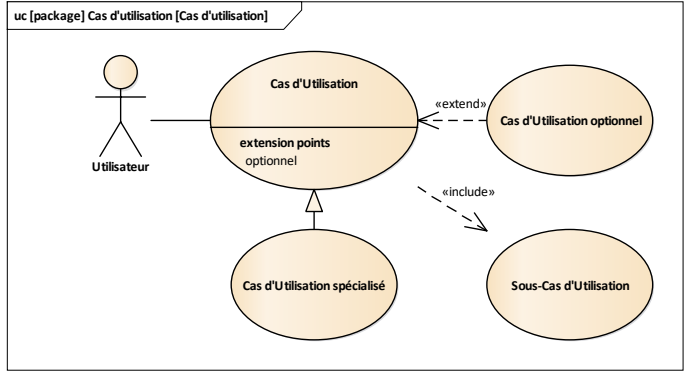 uc [package] Cas d'utilisation [Cas d'utilisation]
Cas d'Utilisation
extension points
optionnel
«extend»
Cas d'Utilisation optionnel
Utilisateur
«include»
Cas d'Utilisation spécialisé
Sous-Cas d'Utilisation